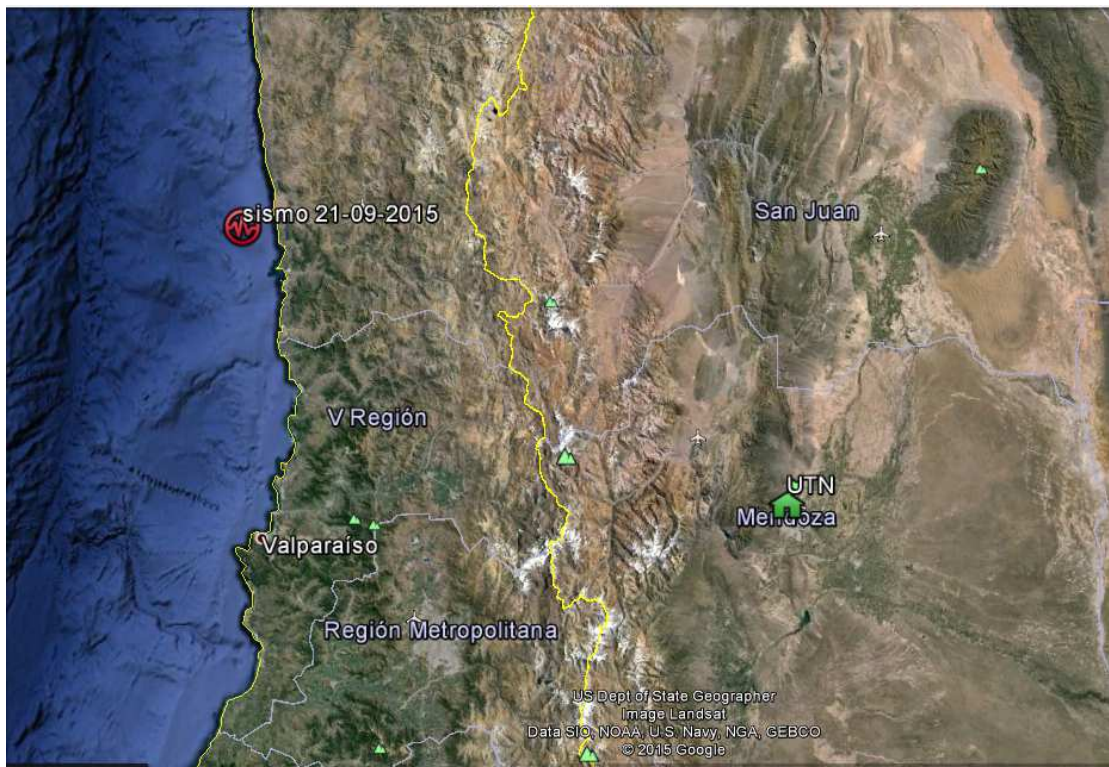 sismo 21-09-2015
San Juan
V Región
UTN
Mendoza
Valparaíso
Región Metropolitana
US Dept of State Geographer
Image Landsat
Data SIO, NOAA, U.S. Navy, NGA, GEBCO
© 2015 Google